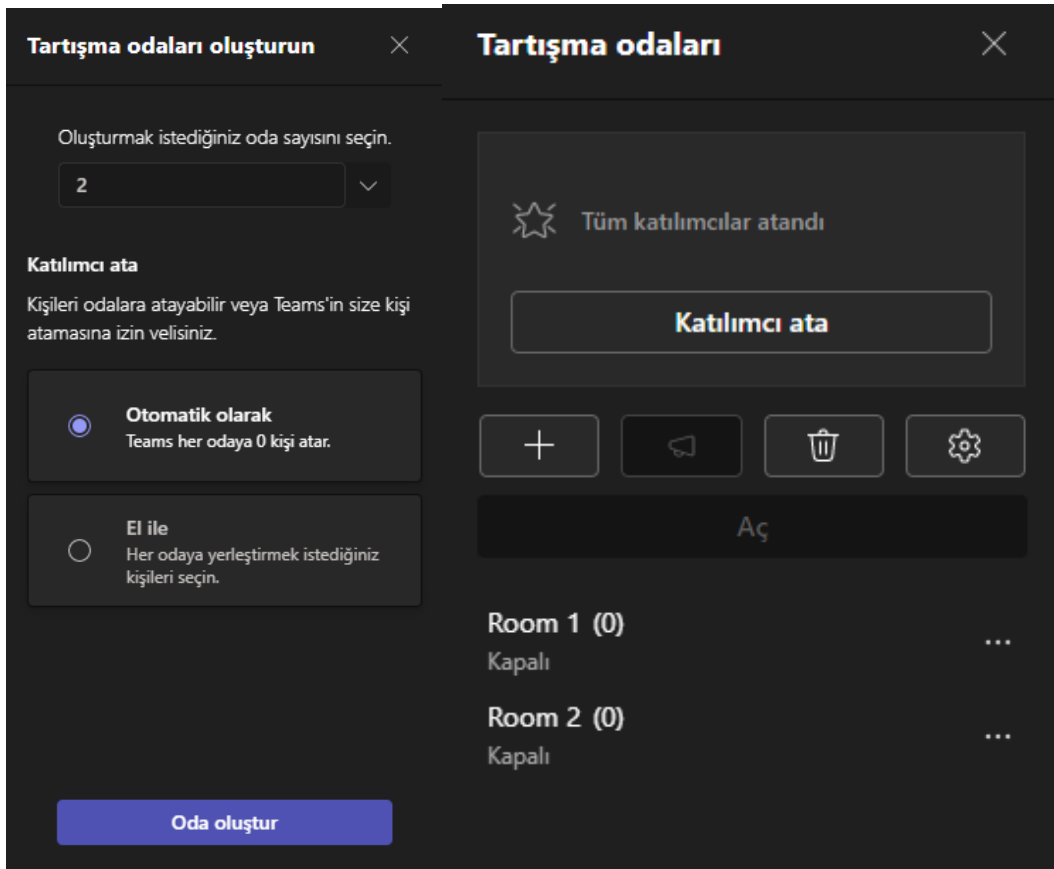 Tartışma odaları oluşturun
Oluşturmak istediğiniz oda sayısını seçin.
2
Katılımcı ata
Kişileri odalara atayabilir veya Teams'in size kişi
atamasına izin velisiniz.
Otomatik olarak
Teams her odaya 0 kişi atar.
El ile
Her odaya yerleştirmek istediğiniz
kişileri seçin.
Oda oluştur
Tartışma odaları
Tüm katılımcılar atandı
Katılımcı ata
Aç
Room 1 (0)
Kapalı
Room 2 (0)
Kapalı